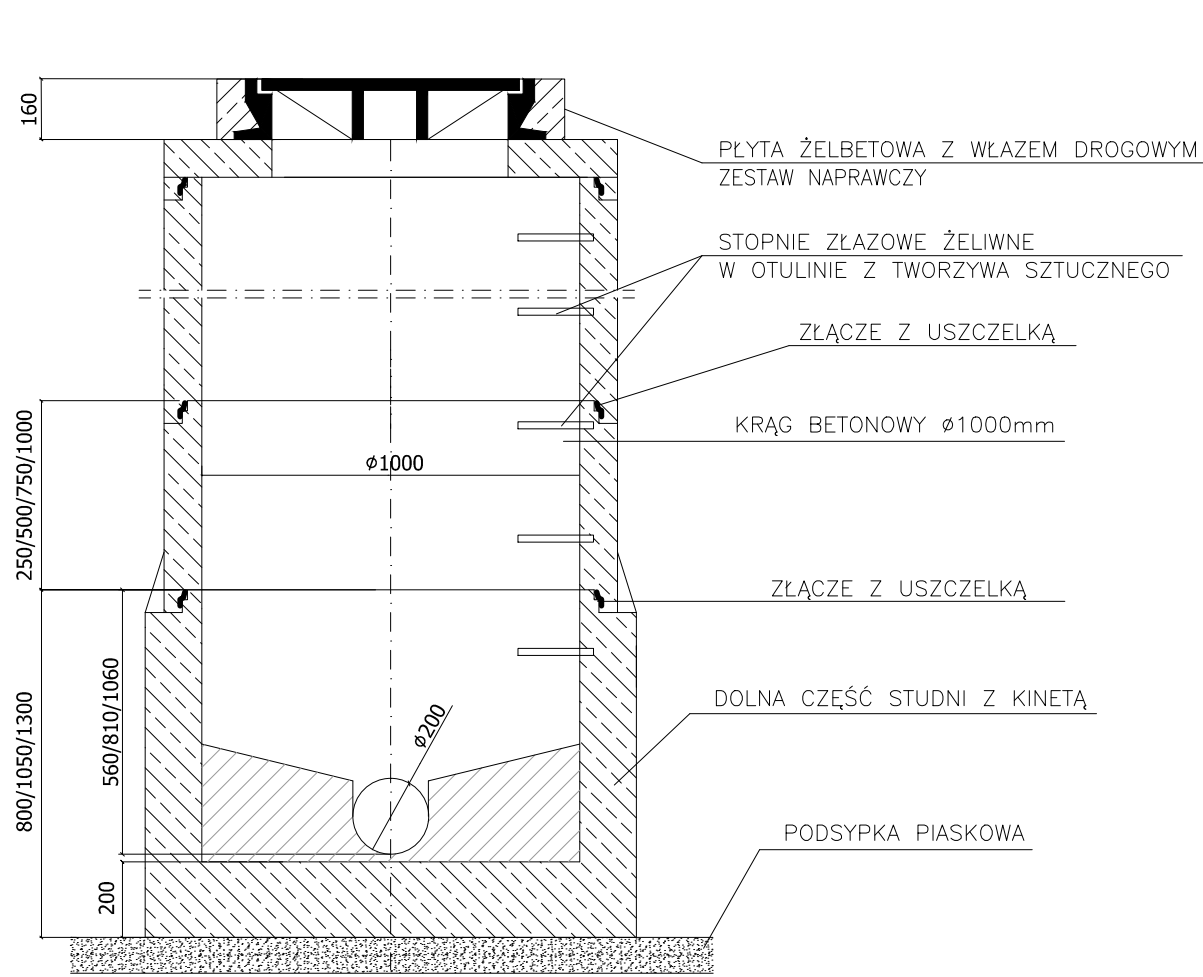 160
PŁYTA ŻELBETOWA Z WŁAZEM DROGOWYM
ZESTAW NAPRAWCZY
STOPNIE ZŁAZOWE ŻELIWNE
W OTULINIE Z TWORZYWA SZTUCZNEGO
ZŁĄCZE Z USZCZELKĄ
KRĄG BETONOWY Ø1000mm
Ø1000
250/500/750/1000
ZŁĄCZE Z USZCZELKĄ
DOLNA CZĘŚĆ STUDNI Z KINETĄ
Ø200
560/810/1060
800/1050/1300
PODSYPKA PIASKOWA
200